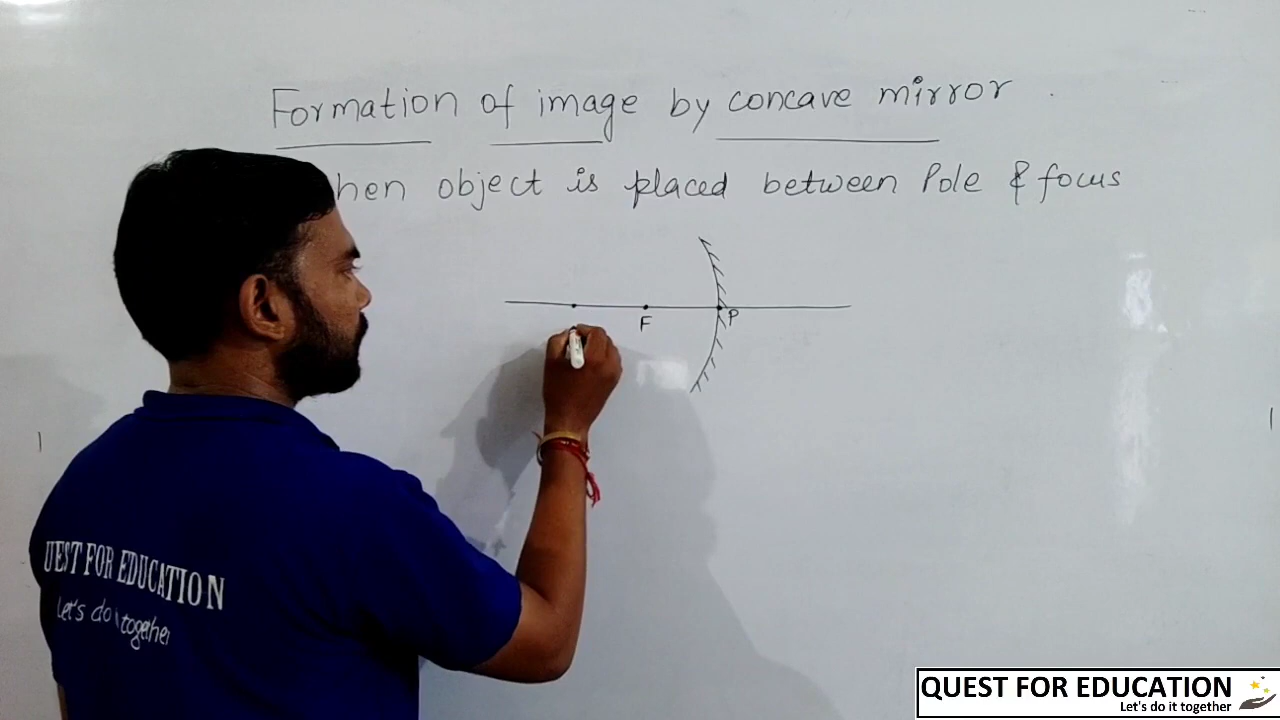 Formation of image by concave mirror
hen object is placed between Pole & focus
F
P
UEST FOR EDUCATION
Let's do it together
QUEST FOR EDUCATION
Let's do it together